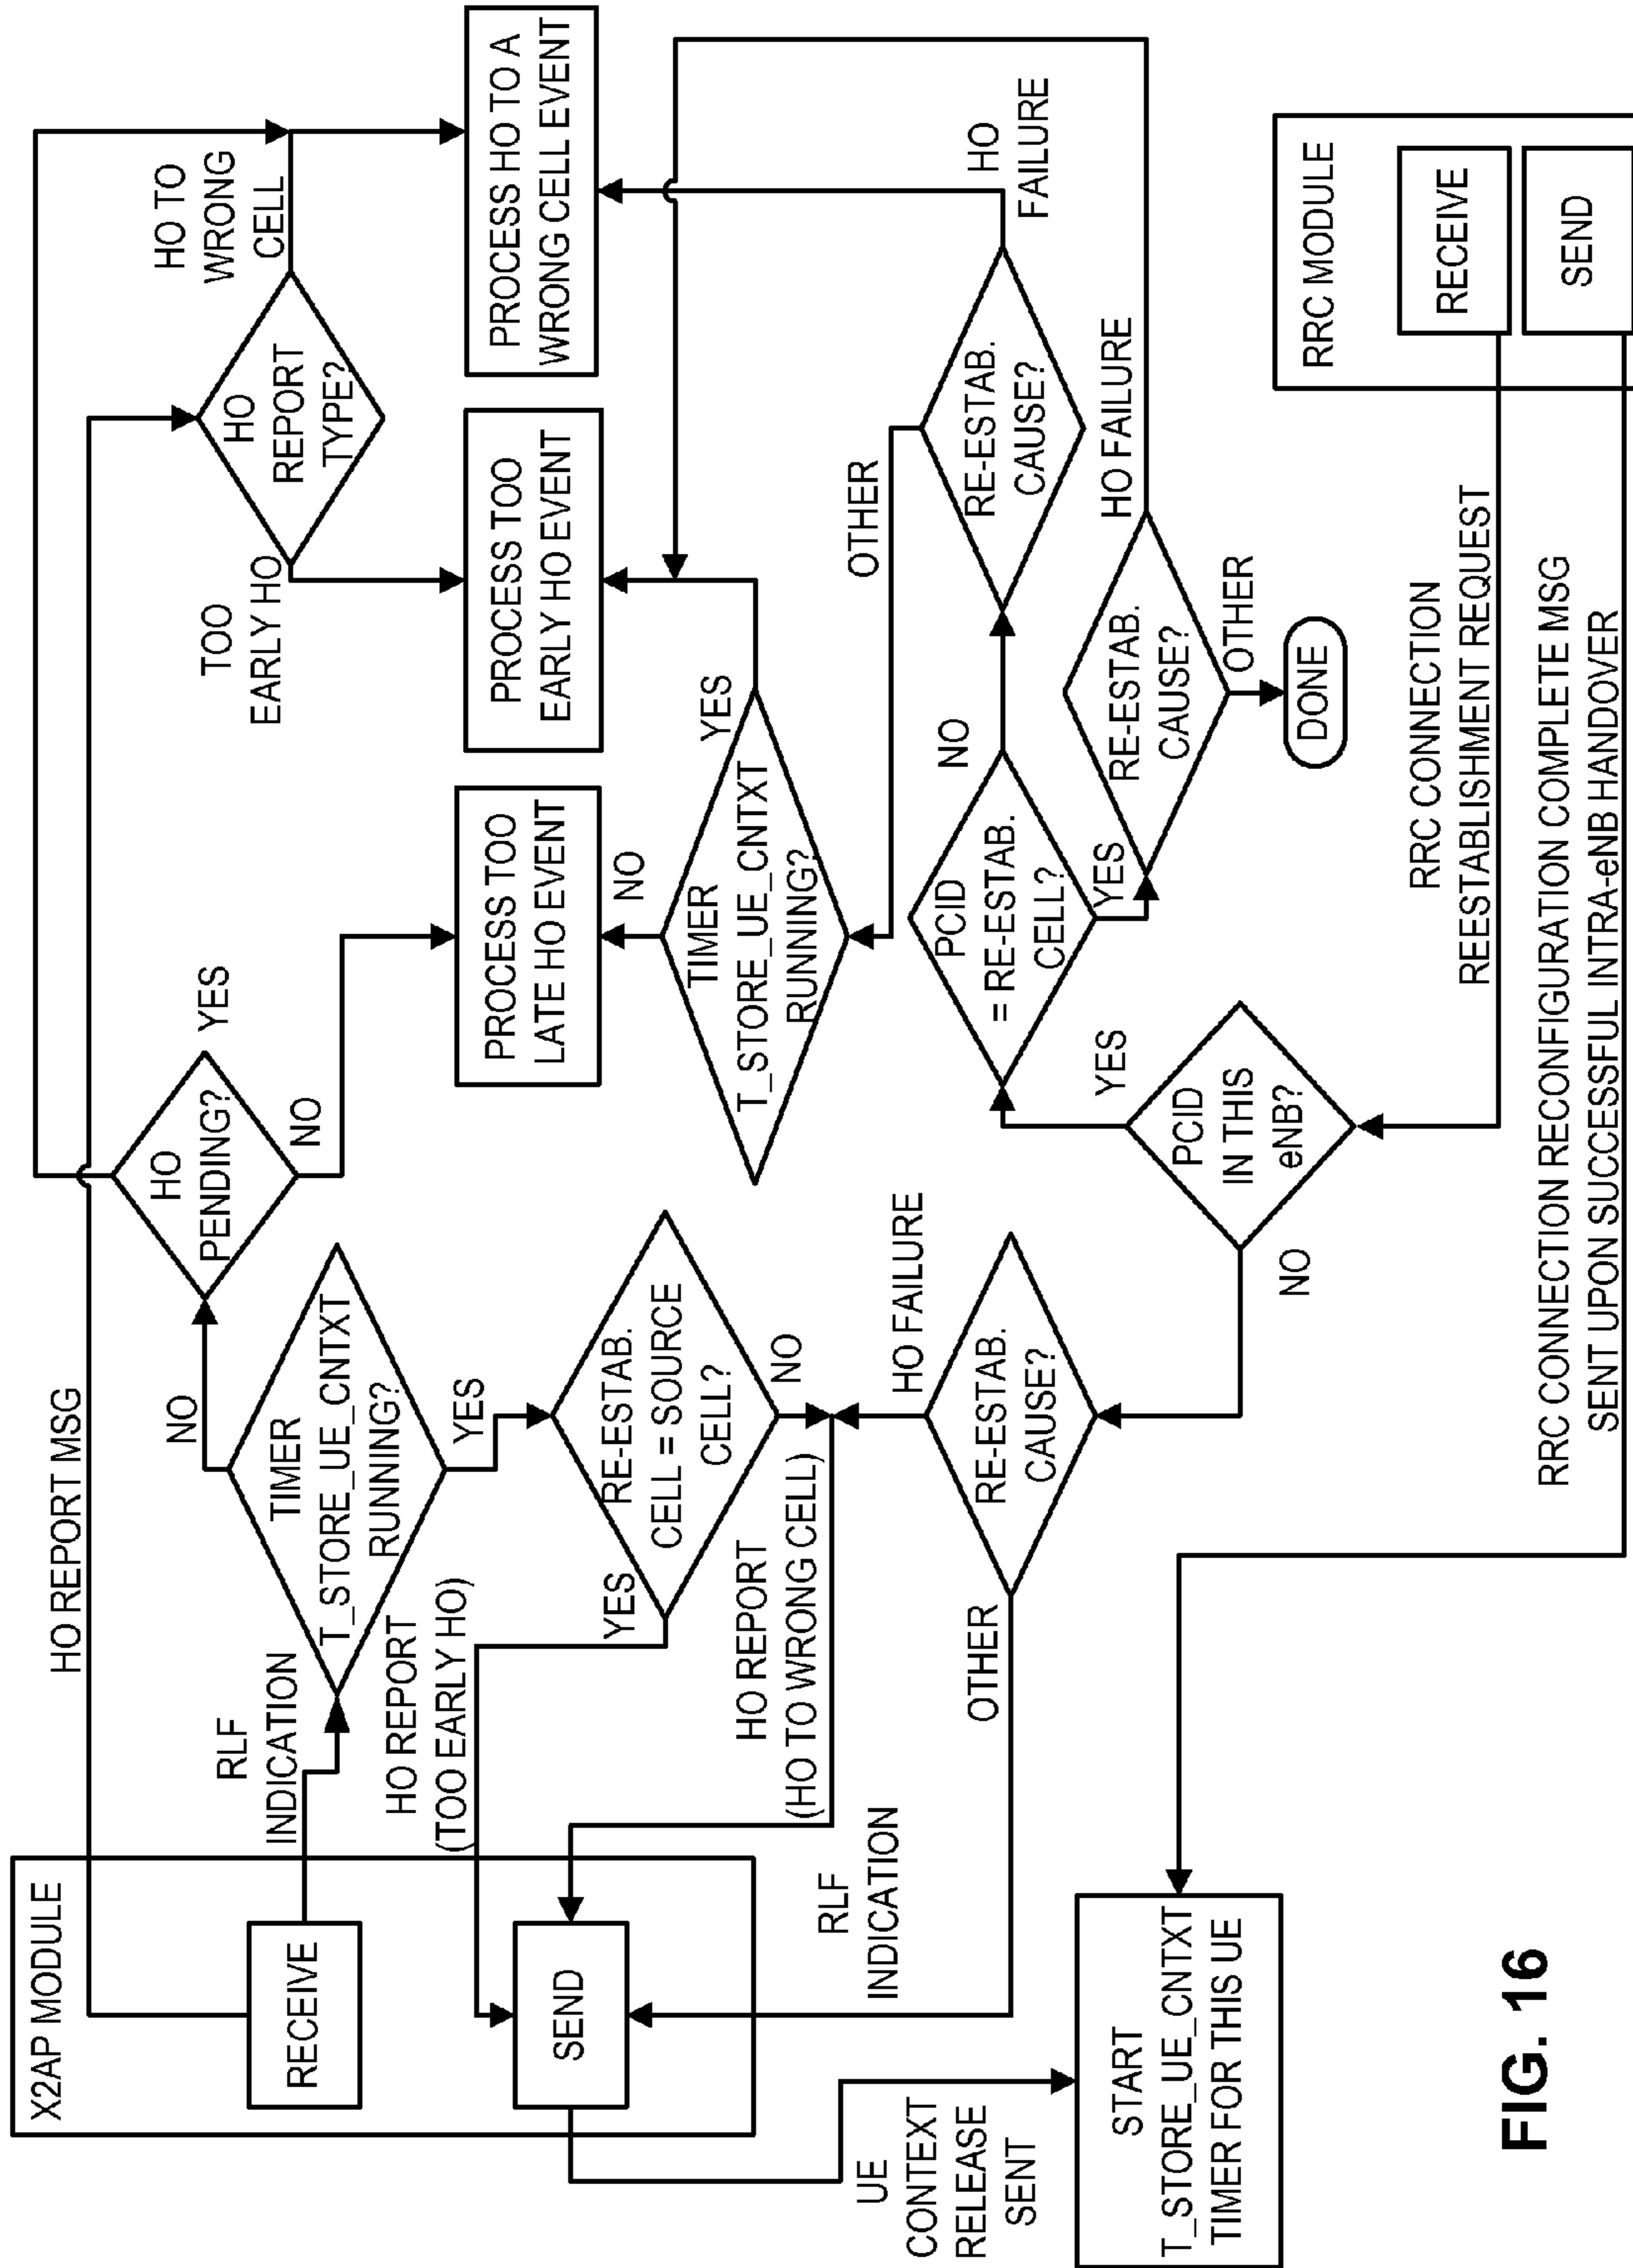 X2AP MODULE
RECEIVE
SEND
HO REPORT MSG
RLF
INDICATION
TIMER
T_STORE_UE_CNTXT
RUNNING?
NO
YES
HO
PENDING?
YES
NO
HO REPORT
(TOO EARLY HO)
YES
RE-ESTAB.
CELL = SOURCE
CELL?
NO
HO REPORT
(HO TO WRONG CELL)
HO FAILURE
RLF
INDICATION
OTHER
RE-ESTAB.
CAUSE?
NO
UE
CONTEXT
RELEASE
SENT
START
T_STORE_UE_CNTXT
TIMER FOR THIS UE
TOO
EARLY HO
HO
REPORT
TYPE?
HO TO
WRONG
CELL
PROCESS TOO
LATE HO EVENT
PROCESS TOO
EARLY HO EVENT
PROCESS HO TO A
WRONG CELL EVENT
NO
TIMER
T_STORE_UE_CNTXT
RUNNING?
YES
OTHER
HO
FAILURE
PCID
IN THIS
eNB?
YES
PCID
= RE-ESTAB.
CELL?
NO
YES
RE-ESTAB.
CAUSE?
RE-ESTAB.
CAUSE?
HO FAILURE
OTHER
DONE
RRC MODULE
RECEIVE
SEND
RRC CONNECTION
REESTABLISHMENT REQUEST
RRC CONNECTION RECONFIGURATION COMPLETE MSG
SENT UPON SUCCESSFUL INTRA-eNB HANDOVER
FIG. 16